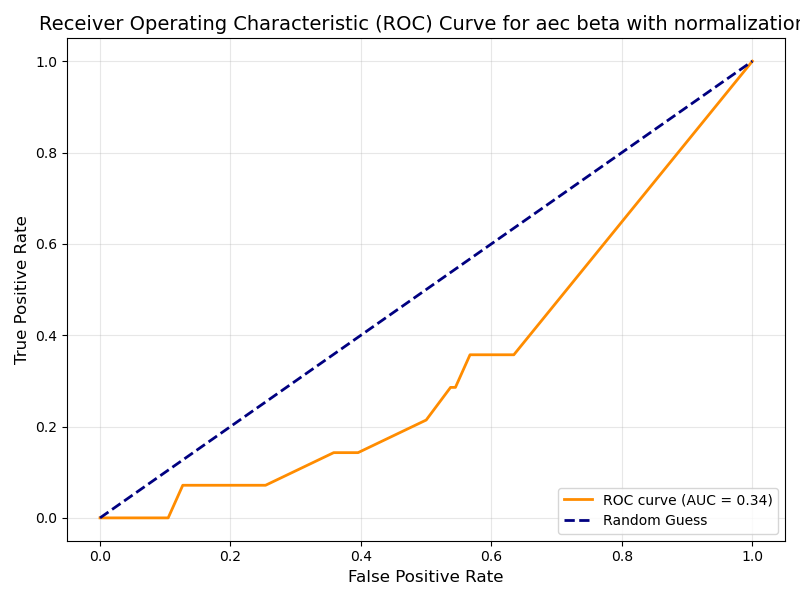 Receiver Operating Characteristic (ROC) Curve for aec beta with normalization
1.0
0.8
0.6
0.4
0.2
0.0
True Positive Rate
0.0 0.2 0.4 0.6 0.8 1.0
False Positive Rate
ROC curve (AUC = 0.34)
Random Guess